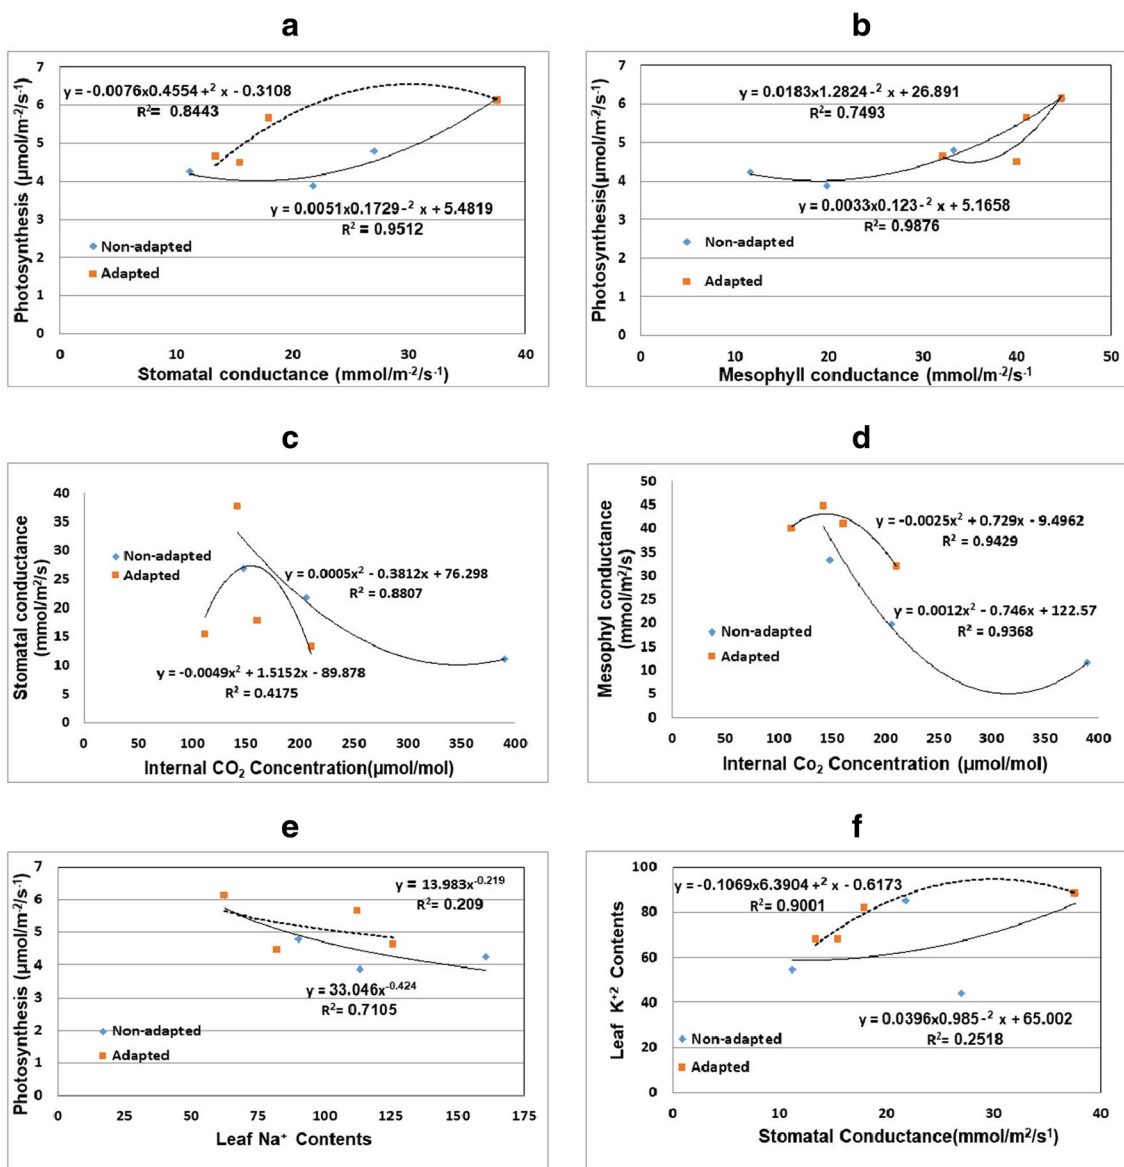 a
7
6
5
4
3
2
1
0
0 10 20 30 40
Photosynthesis (µmol/m⁻²/s⁻¹)
y = -0.0076x0.4554 +² x - 0.3108
R²= 0.8443
y = 0.0051x0.1729-² x + 5.4819
R² = 0.9512
Non-adapted
Adapted
Stomatal conductance (mmol/m⁻²/s⁻¹)
b
7
6
5
4
3
2
1
0
0 10 20 30 40 50
Photosynthesis(µmol/m⁻²/s⁻¹)
y = 0.0183x1.2824-² x + 26.891
R²= 0.7493
y = 0.0033x0.123-² x + 5.1658
R²= 0.9876
Non-adapted
Adapted
Mesophyll conductance (mmol/m⁻²/s⁻¹
c
40
35
30
25
20
15
10
5
0
0 50 100 150 200 250 300 350 400
Stomatal conductance
(mmol/m²/s)
Non-adapted
Adapted
y = 0.0005x² - 0.3812x + 76.298
R² = 0.8807
y = -0.0049x² + 1.5152x - 89.878
R² = 0.4175
Internal CO₂ Concentration(µmol/mol)
d
50
45
40
35
30
25
20
15
10
5
0
0 50 100 150 200 250 300 350 400
Mesophyl conductance
(mmol/m²/s)
y = -0.0025x² + 0.729x - 9.4962
R² = 0.9429
y = 0.0012x² - 0.746x + 122.57
R² = 0.9368
Non-adapted
Adapted
Internal Co₂ Concentration (µmol/mol)
e
7
6
5
4
3
2
1
0
0 25 50 75 100 125 150 175
Photosynthesis (µmol/m⁻²/s⁻¹)
y = 13.983x⁻⁰·²¹⁹
R²= 0.209
y = 33.046x⁻⁰·⁴²⁴
R²= 0.7105
Non-adapted
Adapted
Leaf Na⁺ Contents
f
100
80
60
40
20
0
0 10 20 30 40
Leaf K⁺² Contents
y = -0.1069x6.3904 +² x - 0.6173
R²= 0.9001
y = 0.0396x0.985-² x + 65.002
R²= 0.2518
Non-adapted
Adapted
Stomatal Conductance(mmol/m²/s¹)